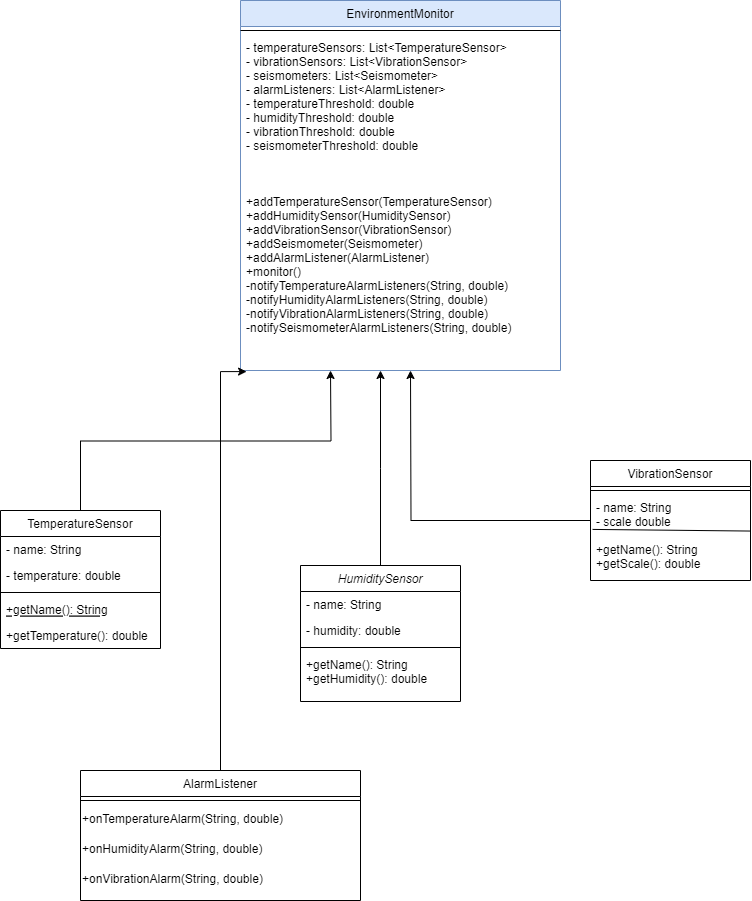 EnvironmentMonitor
- temperatureSensors: List<TemperatureSensor>
- vibrationSensors: List<VibrationSensor>
- seismometers: List<Seismometer>
- alarmListeners: List<AlarmListener>
- temperatureThreshold: double
- humidityThreshold: double
- vibrationThreshold: double
- seismometerThreshold: double
+addTemperatureSensor(TemperatureSensor)
+addHumiditySensor(HumiditySensor)
+addVibrationSensor(VibrationSensor)
+addSeismometer(Seismometer)
+addAlarmListener(AlarmListener)
+monitor()
-notifyTemperatureAlarmListeners(String, double)
-notifyHumidityAlarmListeners(String, double)
-notifyVibrationAlarmListeners(String, double)
-notifySeismometerAlarmListeners(String, double)
TemperatureSensor
- name: String
- temperature: double
+getName(): String
+getTemperature(): double
HumiditySensor
- name: String
- humidity: double
+getName(): String
+getHumidity(): double
VibrationSensor
- name: String
- scale double
+getName(): String
+getScale(): double
AlarmListener
+onTemperatureAlarm(String, double)
+onHumidityAlarm(String, double)
+onVibrationAlarm(String, double)